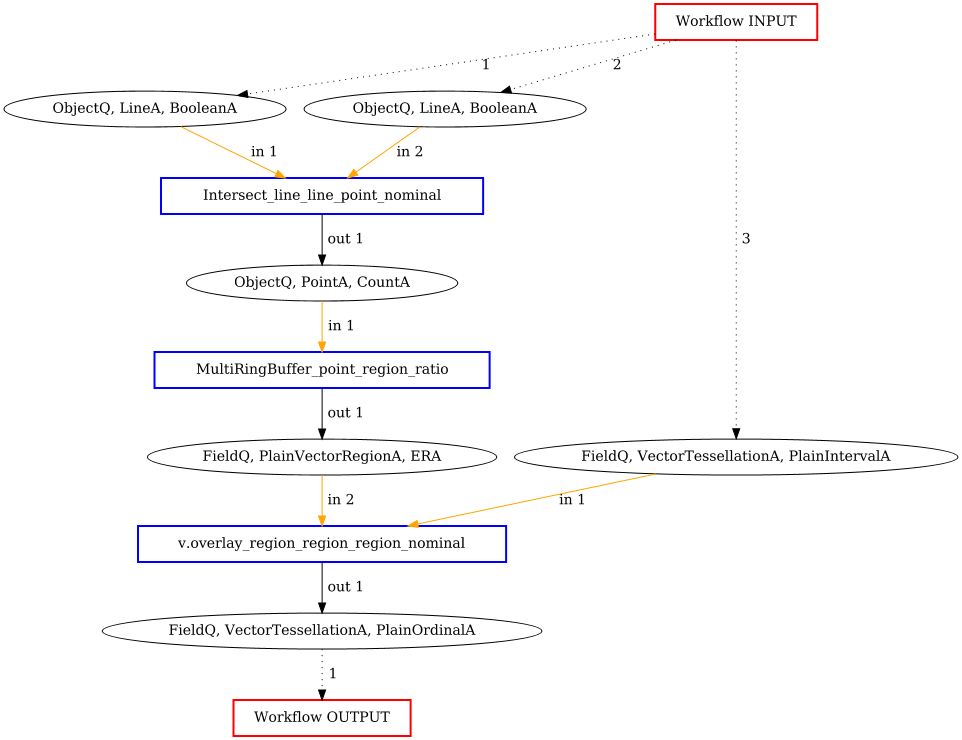 Workflow INPUT
1
2
ObjectQ, LineA, BooleanA
ObjectQ, LineA, BooleanA
in 1
in 2
Intersect_line_line_point_nominal
out 1
3
ObjectQ, PointA, CountA
in 1
MultiRingBuffer_point_region_ratio
out 1
FieldQ, PlainVectorRegionA, ERA
FieldQ, VectorTessellationA, PlainIntervalA
in 2
in 1
v.overlay_region_region_region_nominal
out 1
FieldQ, VectorTessellationA, PlainOrdinalA
1
Workflow OUTPUT